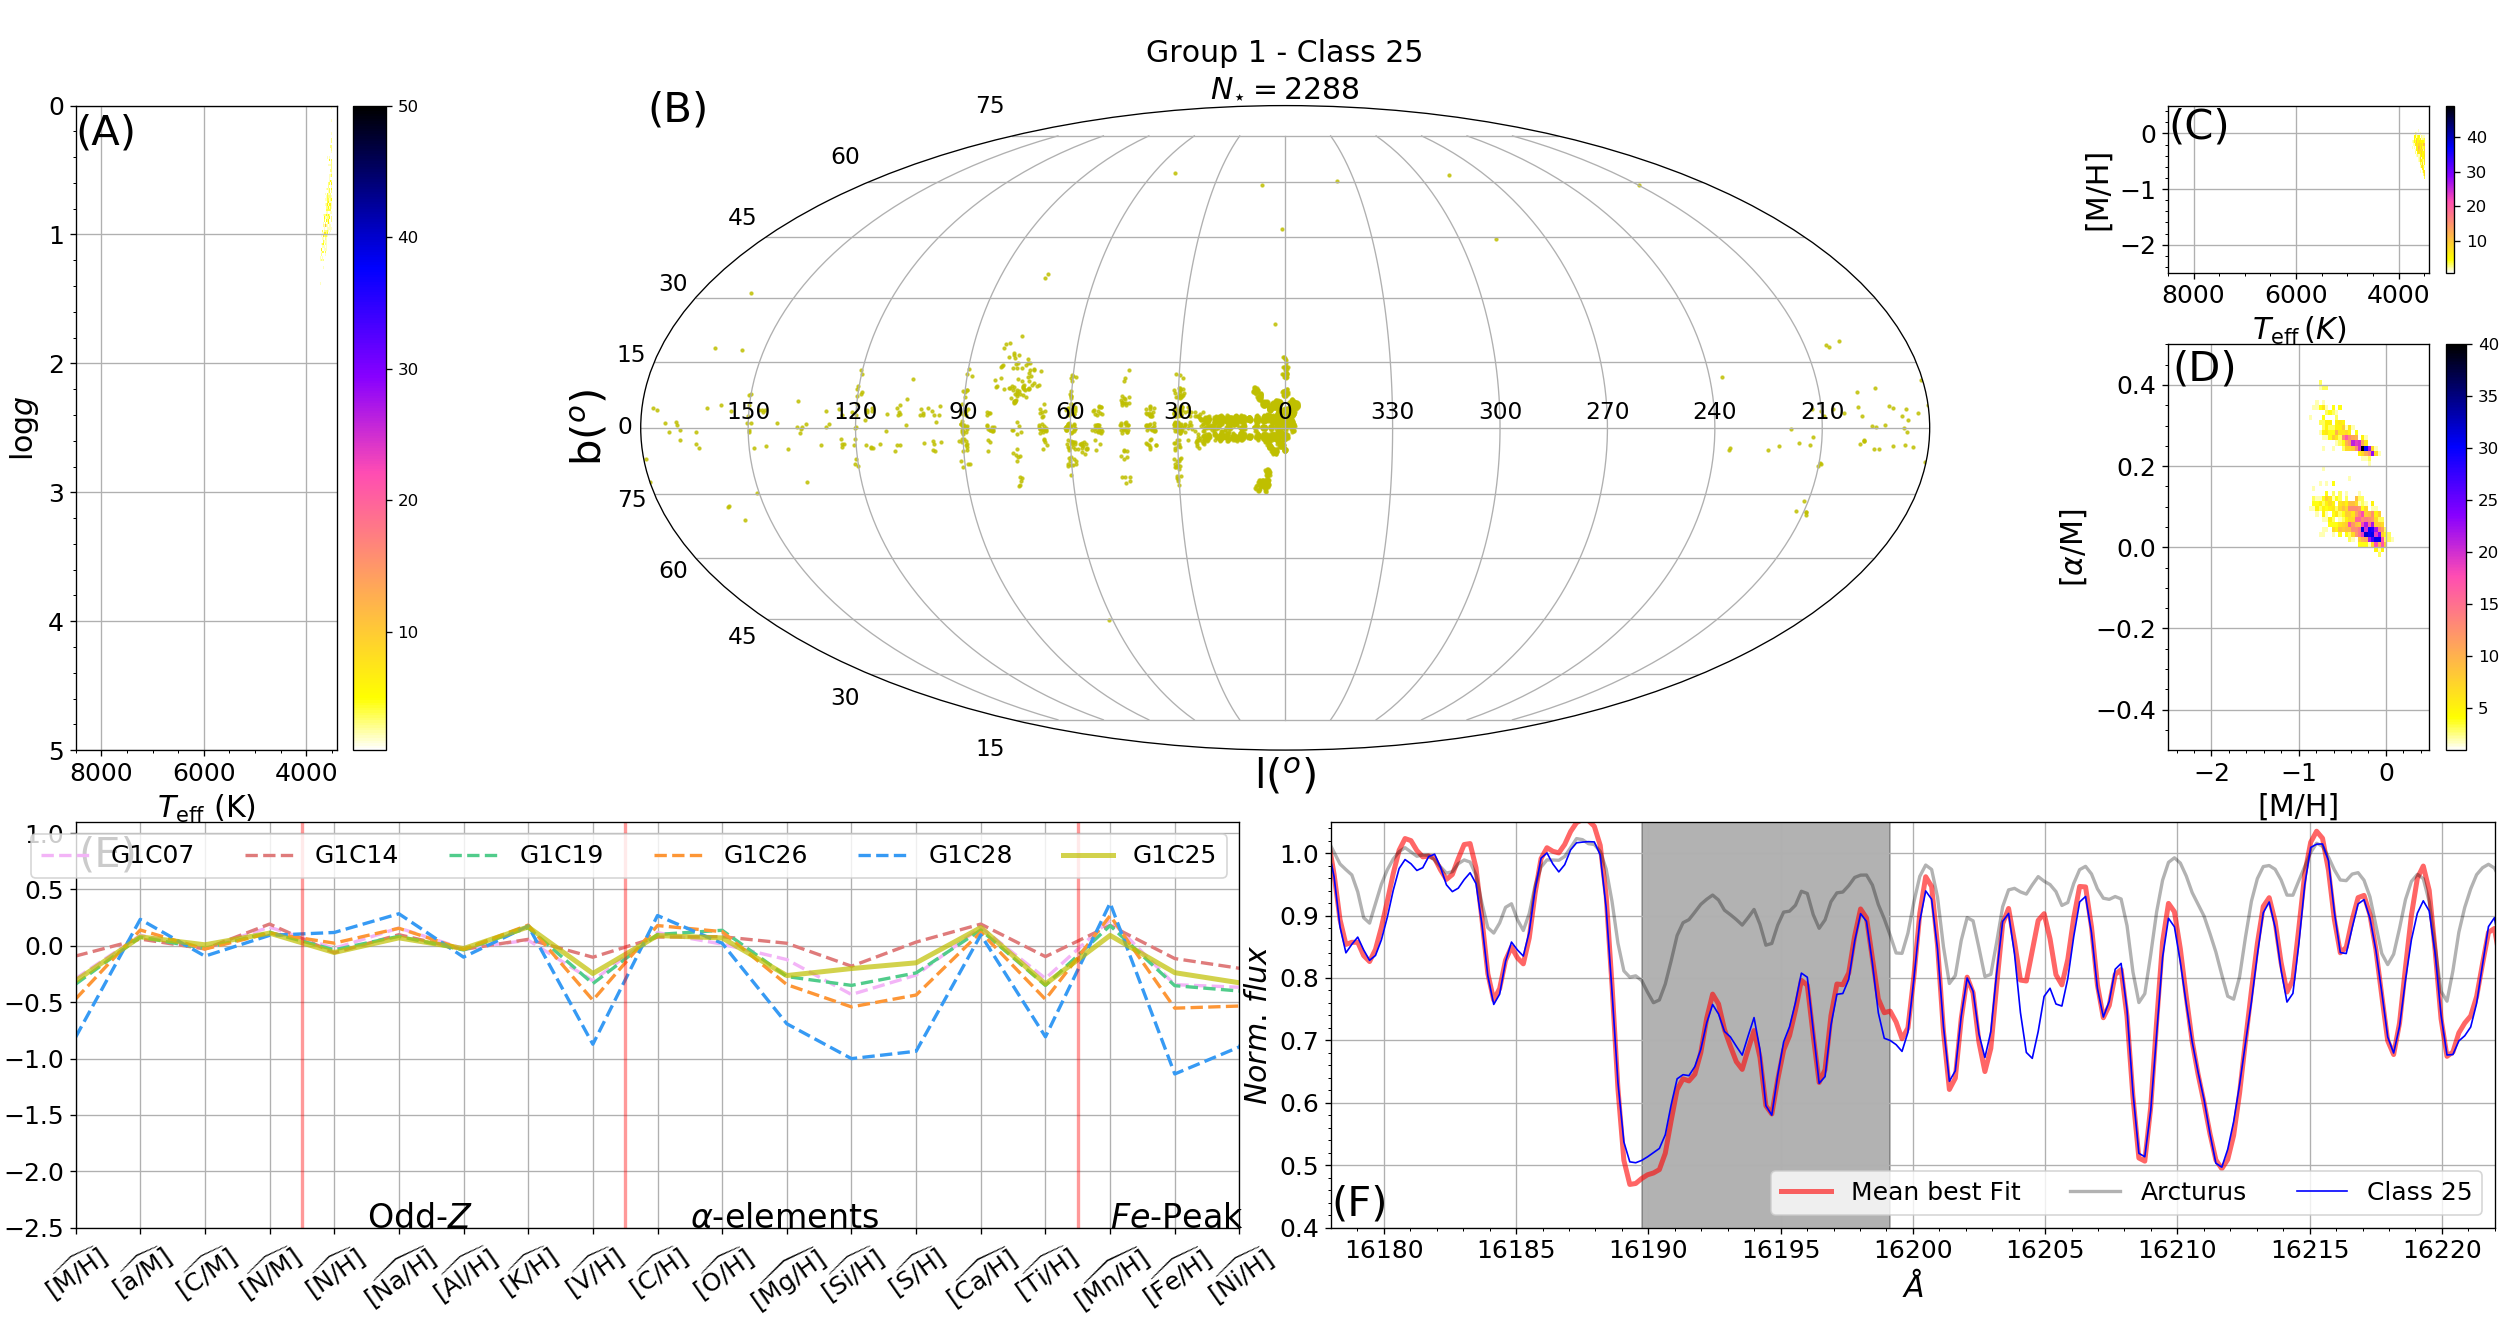 Group 1 - Class 25
N⋆ = 2288
(A)
0
1
2
3
4
5
logg
8000 6000 4000
Teff (K)
50
40
30
20
10
(B)
75
60
45
30
15
0
75
60
45
30
15
150 120 90 60 30 0 330 300 270 240 210
b(o)
l(o)
(C)
0
−1
−2
[M/H]
8000 6000 4000
Teff (K)
40
30
20
10
(D)
0.4
0.2
0.0
−0.2
−0.4
[α/M]
−2 −1 0
[M/H]
40
35
30
25
20
15
10
5
(E)
G1C07 G1C14 G1C19 G1C26 G1C28 G1C25
1.0
0.5
0.0
−0.5
−1.0
−1.5
−2.0
−2.5
Odd-Z α-elements Fe-Peak
[M/H] [a/M] [C/M] [N/M] [N/H] [Na/H] [Al/H] [K/H] [V/H] [C/H] [O/H] [Mg/H] [Si/H] [S/H] [Ca/H] [Ti/H] [Mn/H] [Fe/H] [Ni/H]
Norm. flux
1.0
0.9
0.8
0.7
0.6
0.5
0.4
(F)
Mean best Fit Arcturus Class 25
16180 16185 16190 16195 16200 16205 16210 16215 16220
Å